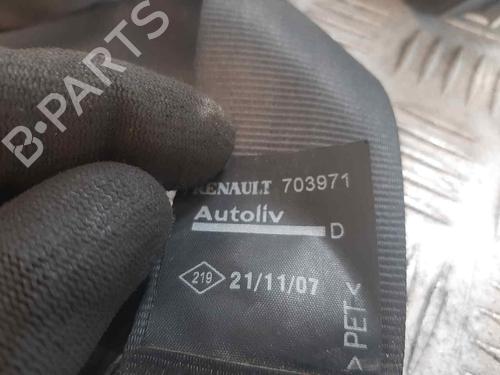 B-PARTS
RENAULT 703971
Autoliv
D
219 21/11/07
>PET<